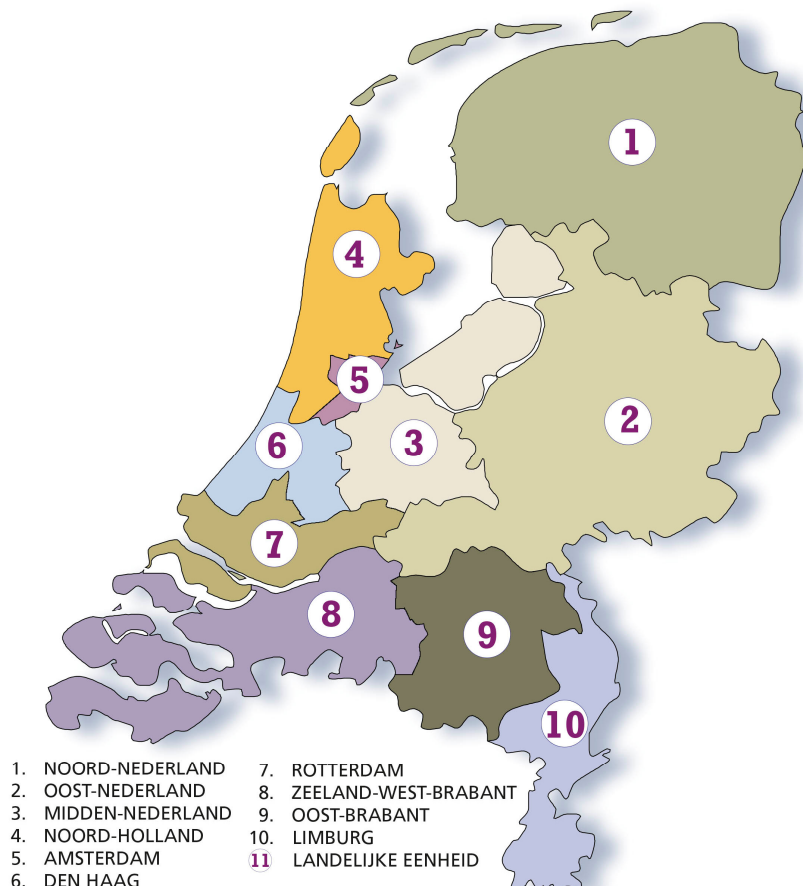 1
4
5
2
3
6
7
8
9
10
1. NOORD-NEDERLAND
2. OOST-NEDERLAND
3. MIDDEN-NEDERLAND
4. NOORD-HOLLAND
5. AMSTERDAM
6. DEN HAAG
7. ROTTERDAM
8. ZEELAND-WEST-BRABANT
9. OOST-BRABANT
10. LIMBURG
11 LANDELIJKE EENHEID